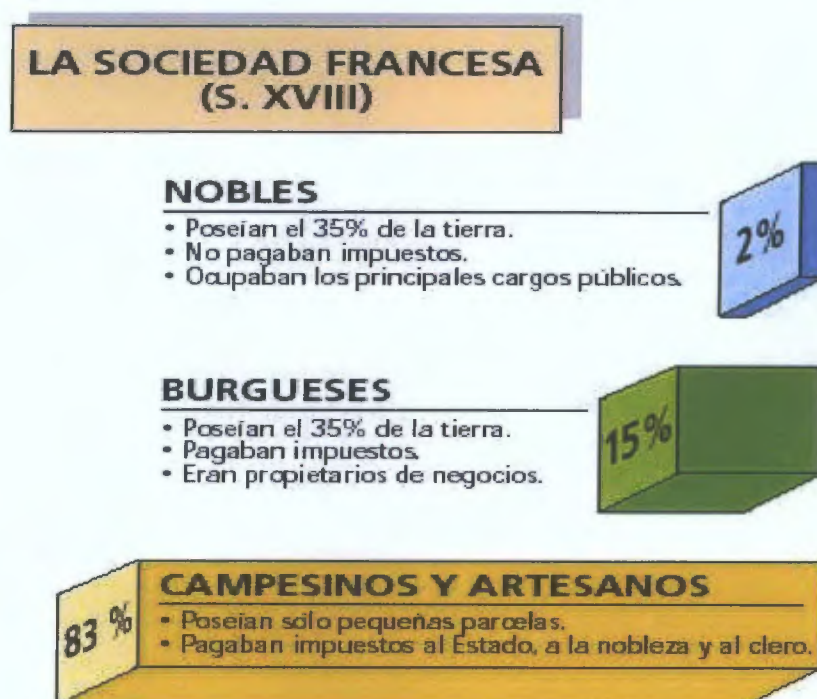 LA SOCIEDAD FRANCESA
(S. XVIII)
NOBLES
• Poseían el 35% de la tierra.
• No pagaban impuestos.
• Ocupaban los principales cargos públicos.
2%
BURGUESES
• Poseían el 35% de la tierra.
• Pagaban impuestos.
• Eran propietarios de negocios.
15%
CAMPESINOS Y ARTESANOS
• Poseían sólo pequeñas parcelas.
• Pagaban impuestos al Estado, a la nobleza y al clero.
83 %